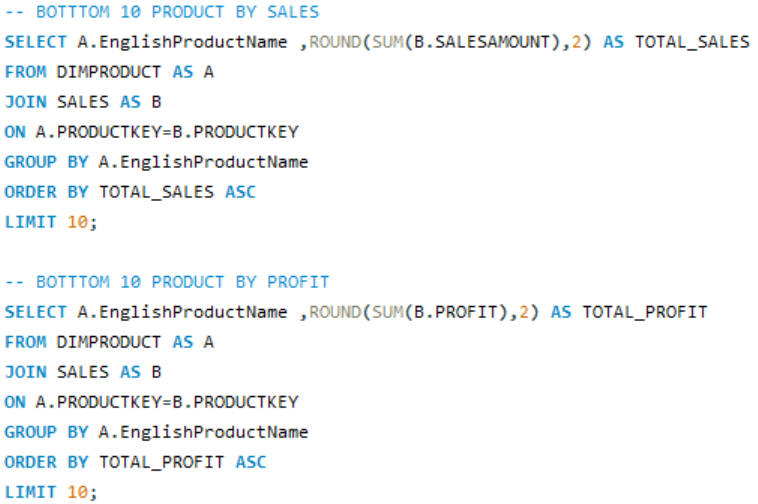 -- BOTTTOM 10 PRODUCT BY SALES
SELECT A.EnglishProductName ,ROUND(SUM(B.SALESAMOUNT),2) AS TOTAL_SALES
FROM DIMPRODUCT AS A
JOIN SALES AS B
ON A.PRODUCTKEY=B.PRODUCTKEY
GROUP BY A.EnglishProductName
ORDER BY TOTAL_SALES ASC
LIMIT 10;

-- BOTTTOM 10 PRODUCT BY PROFIT
SELECT A.EnglishProductName ,ROUND(SUM(B.PROFIT),2) AS TOTAL_PROFIT
FROM DIMPRODUCT AS A
JOIN SALES AS B
ON A.PRODUCTKEY=B.PRODUCTKEY
GROUP BY A.EnglishProductName
ORDER BY TOTAL_PROFIT ASC
LIMIT 10;